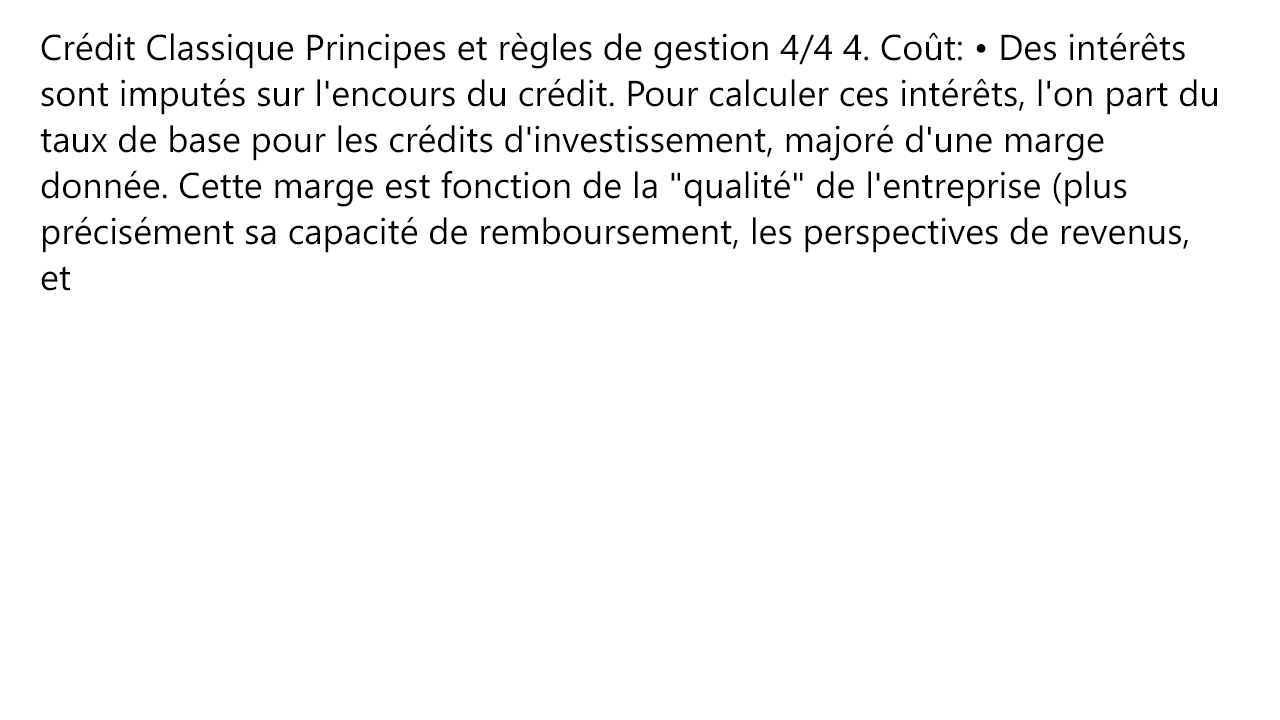 Crédit Classique Principes et règles de gestion 4/4 4. Coût: • Des intérêts
sont imputés sur l'encours du crédit. Pour calculer ces intérêts, l'on part du
taux de base pour les crédits d'investissement, majoré d'une marge
donnée. Cette marge est fonction de la "qualité" de l'entreprise (plus
précisément sa capacité de remboursement, les perspectives de revenus,
et